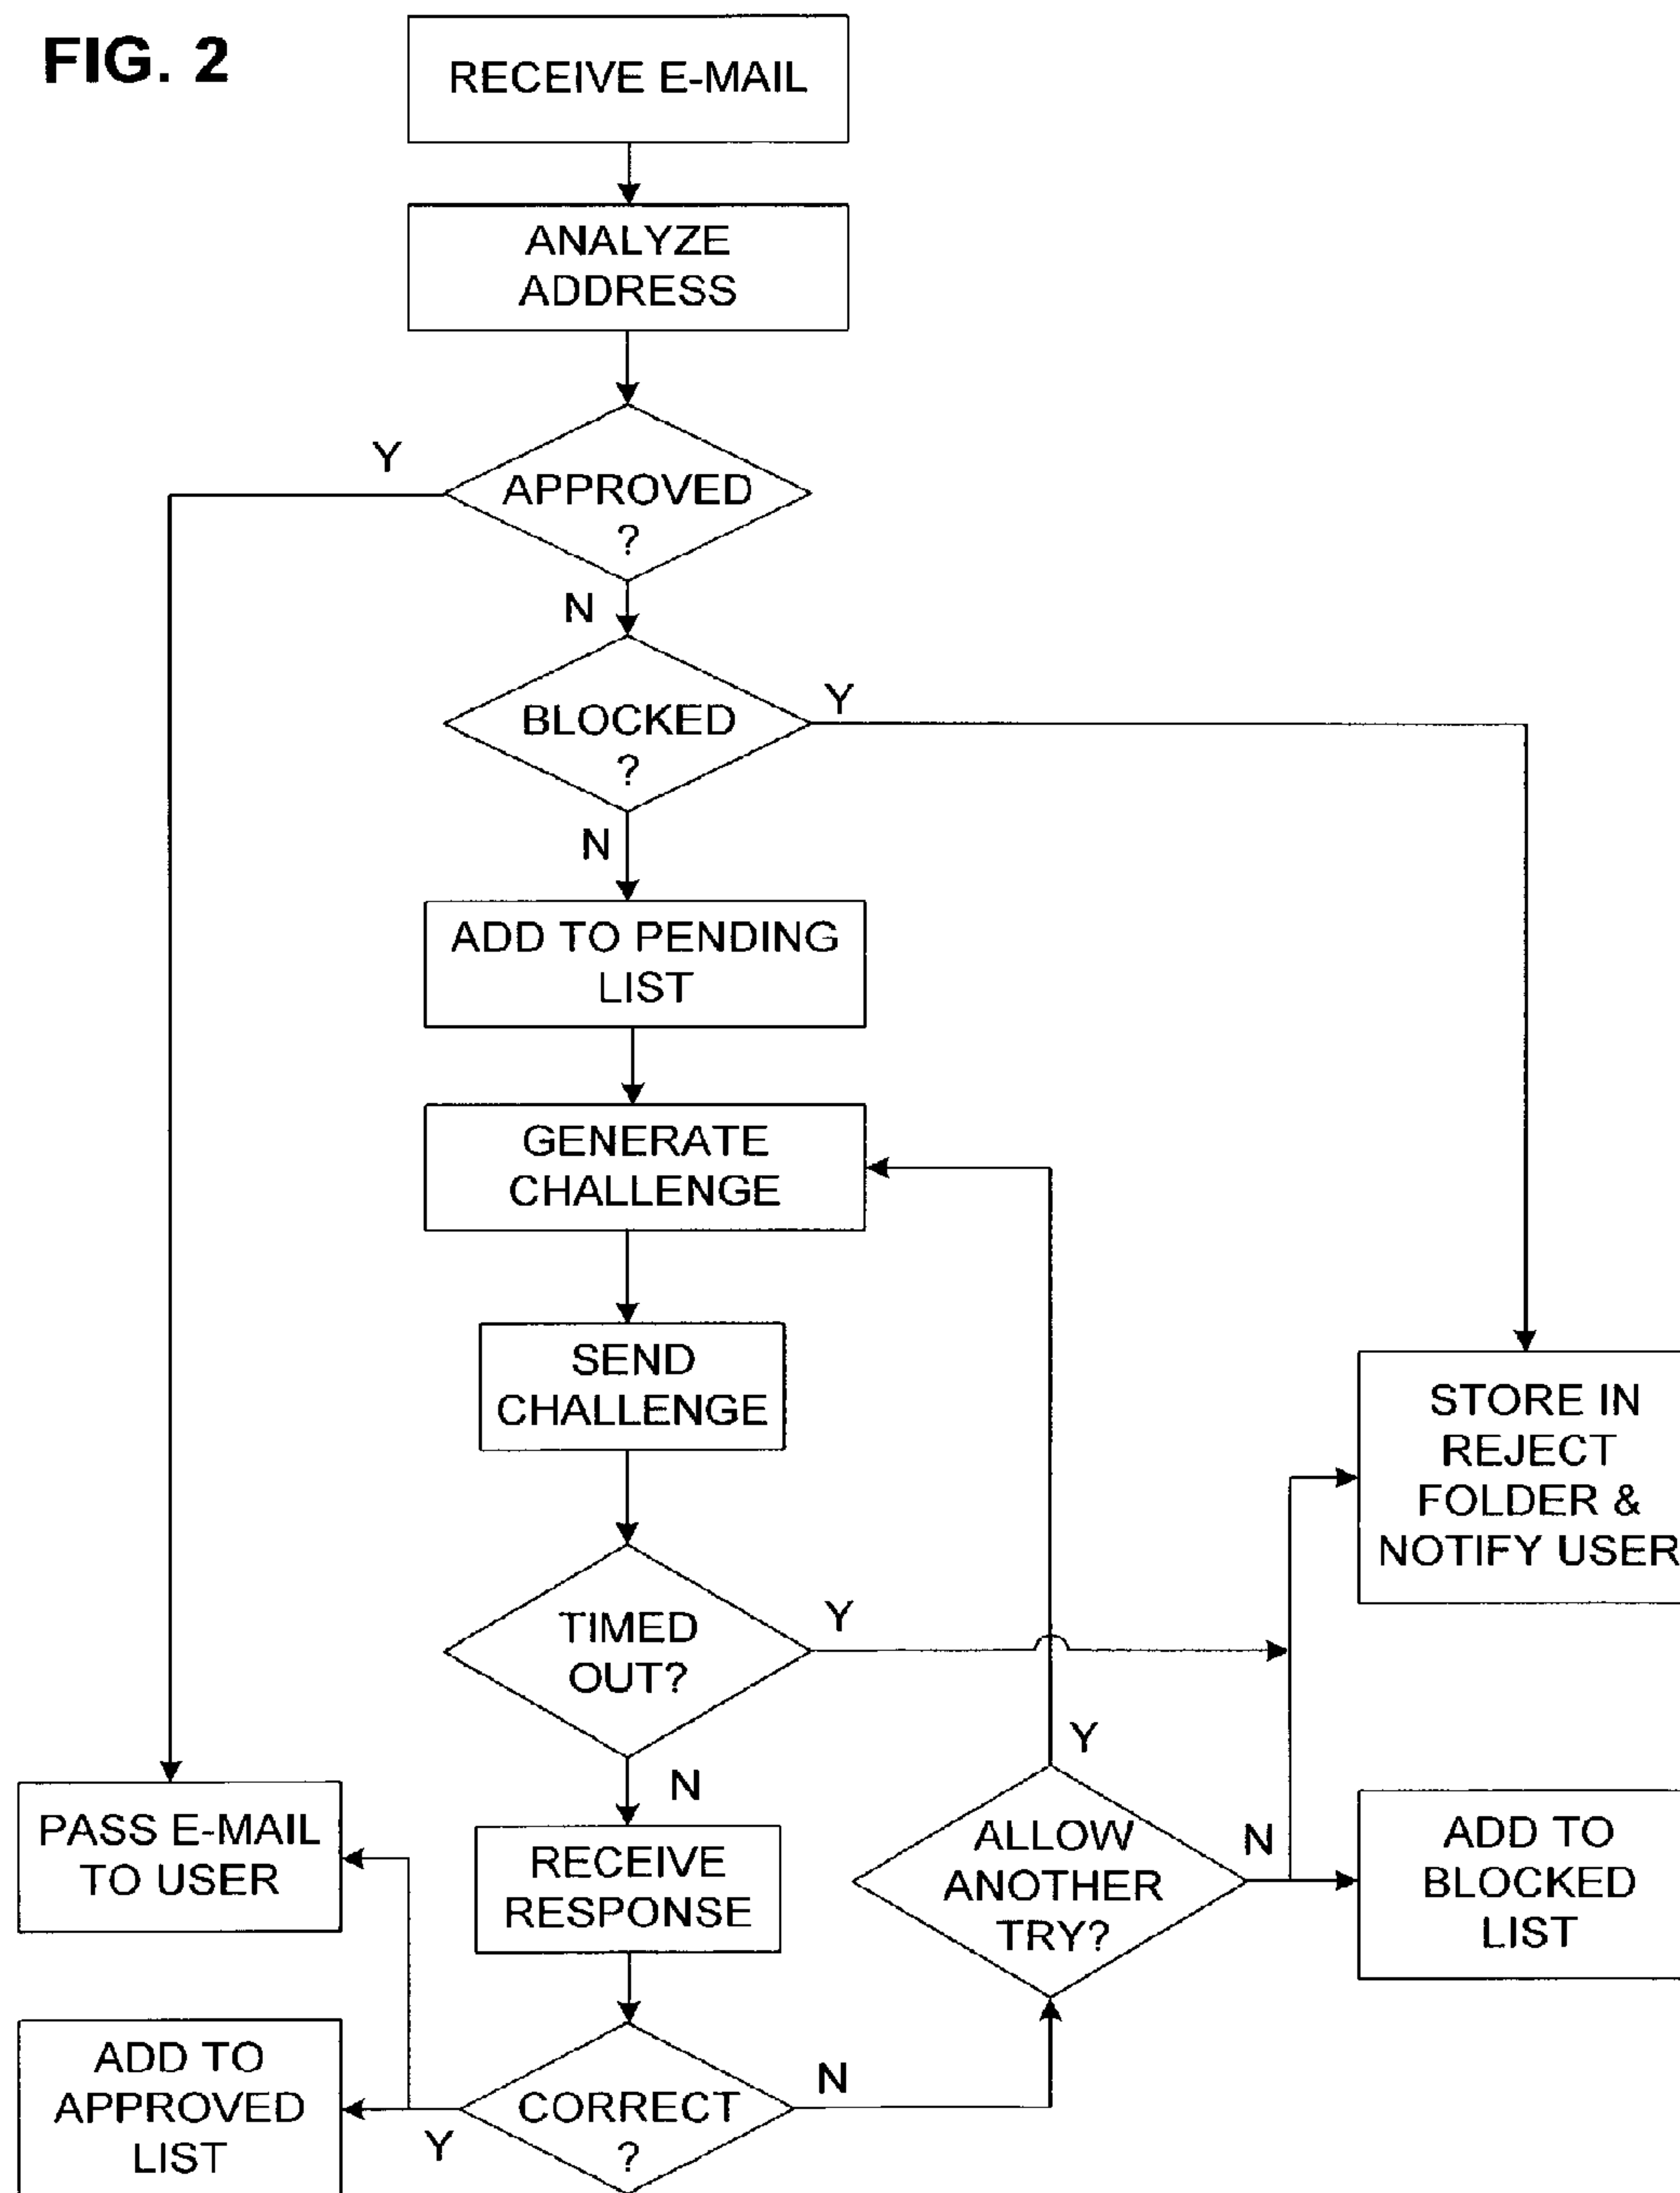 FIG. 2
RECEIVE E-MAIL
ANALYZE
ADDRESS
Y
APPROVED
?
N
BLOCKED
?
Y
N
ADD TO PENDING
LIST
GENERATE
CHALLENGE
SEND
CHALLENGE
STORE IN
REJECT
FOLDER &
NOTIFY USER
TIMED
OUT?
Y
N
Y
PASS E-MAIL
TO USER
RECEIVE
RESPONSE
ALLOW
ANOTHER
TRY?
N
ADD TO
BLOCKED
LIST
ADD TO
APPROVED
LIST
Y
CORRECT
?
N